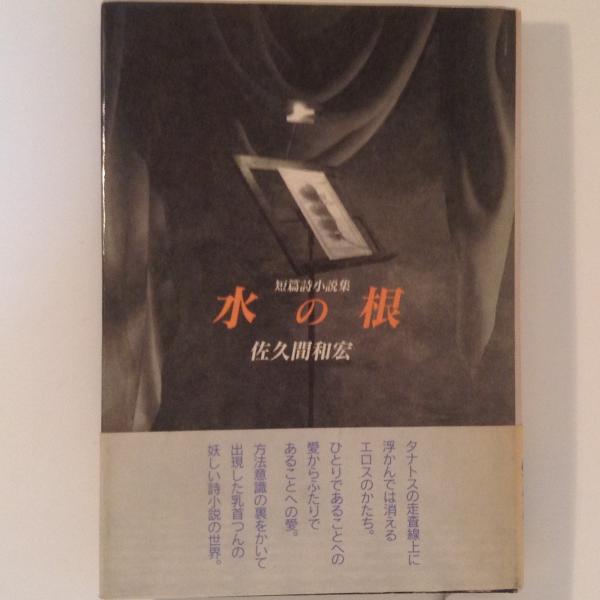 短篇詩小説集
水の根
佐久間和宏
タナトスの走査線上に
浮かんでは消える
エロスのかたち。
ひとりであることへの
愛からふたりで
あることへの愛。
方法意識の裏をかいて
出現した乳首つんの
妖しい詩小説の世界。